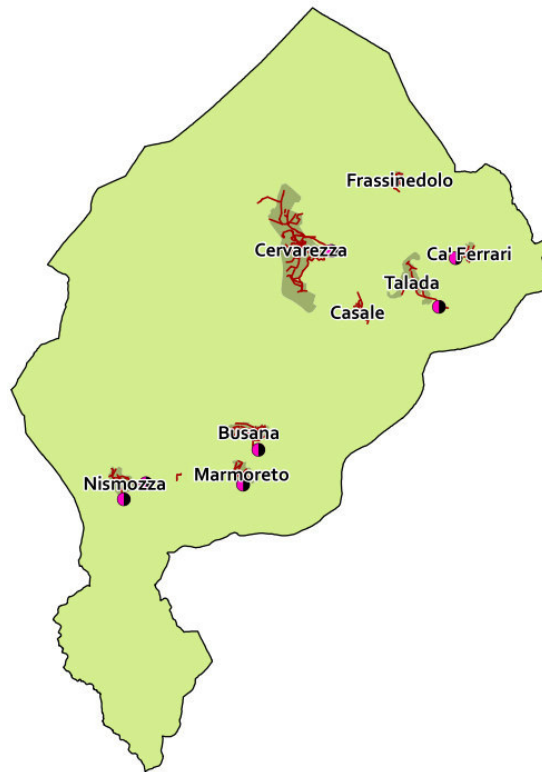 Frassinedolo
Cervarezza
Ca' Ferrari
Talada
Casale
Busana
Marmoreto
Nismozza